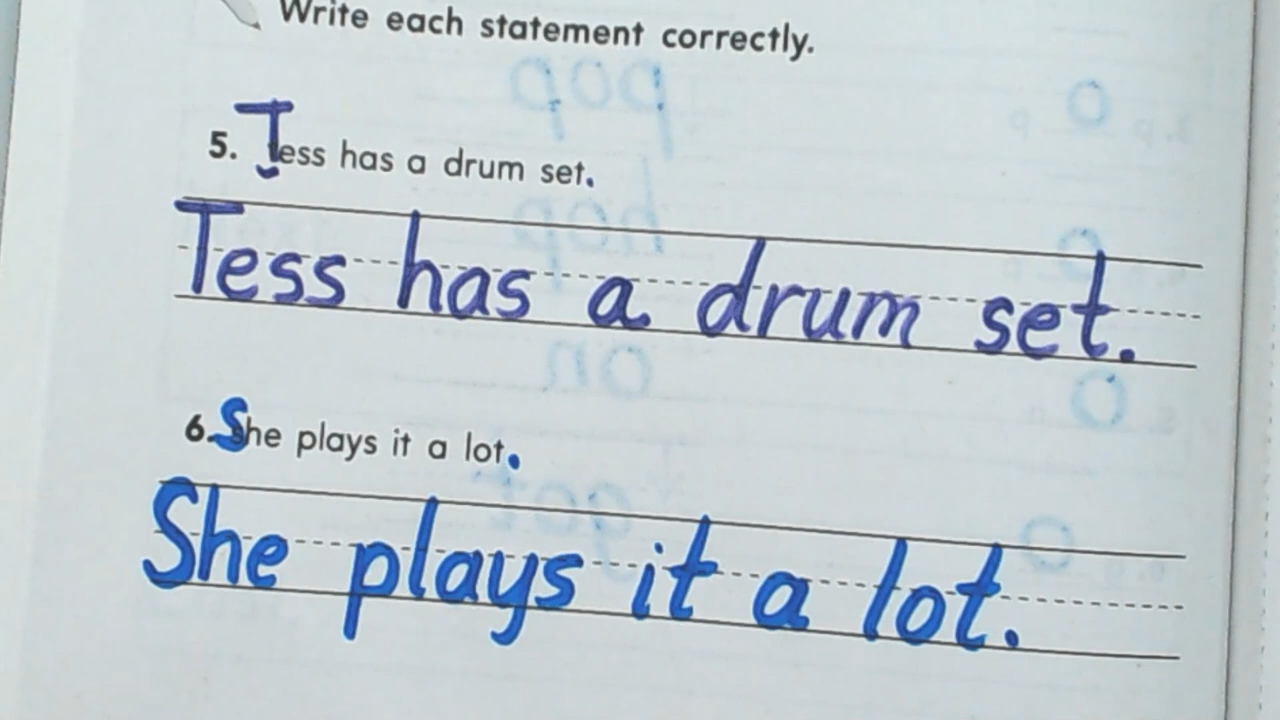 Write each statement correctly.
5. Tess has a drum set.
Tess has a drum set.
6. She plays it a lot.
She plays it a lot.